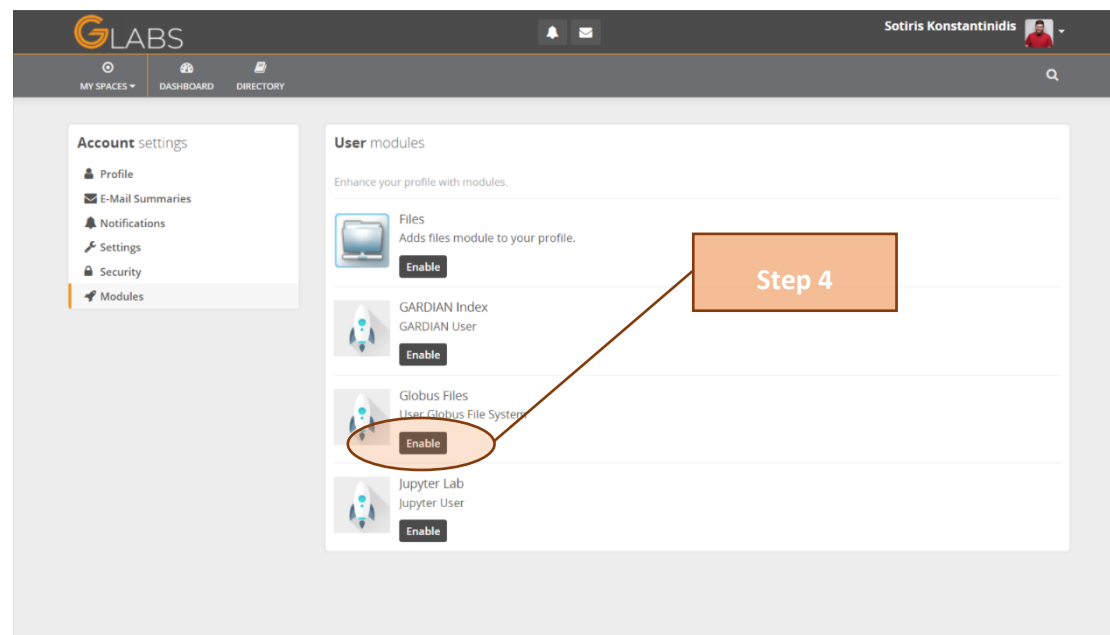 GLABS
Sotiris Konstantinidis
MY SPACES
DASHBOARD
DIRECTORY
Account settings
Profile
E-Mail Summaries
Notifications
Settings
Security
Modules
User modules
Enhance your profile with modules.
Files
Adds files module to your profile.
Enable
GARDIAN Index
GARDIAN User
Enable
Globus Files
User Globus File System
Enable
Jupyter Lab
Jupyter User
Enable
Step 4